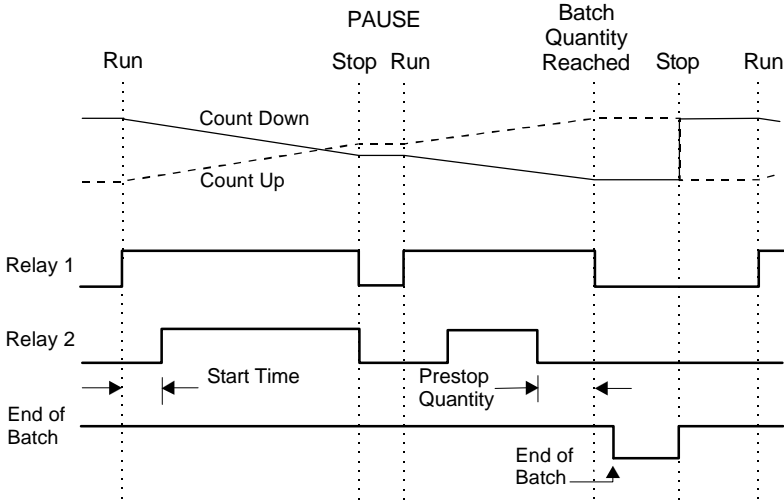 PAUSE
Batch
Quantity
Reached
Run
Stop
Run
Stop
Run
Count Down
Count Up
Relay 1
Relay 2
Start Time
Prestop
Quantity
End of
Batch
End of
Batch